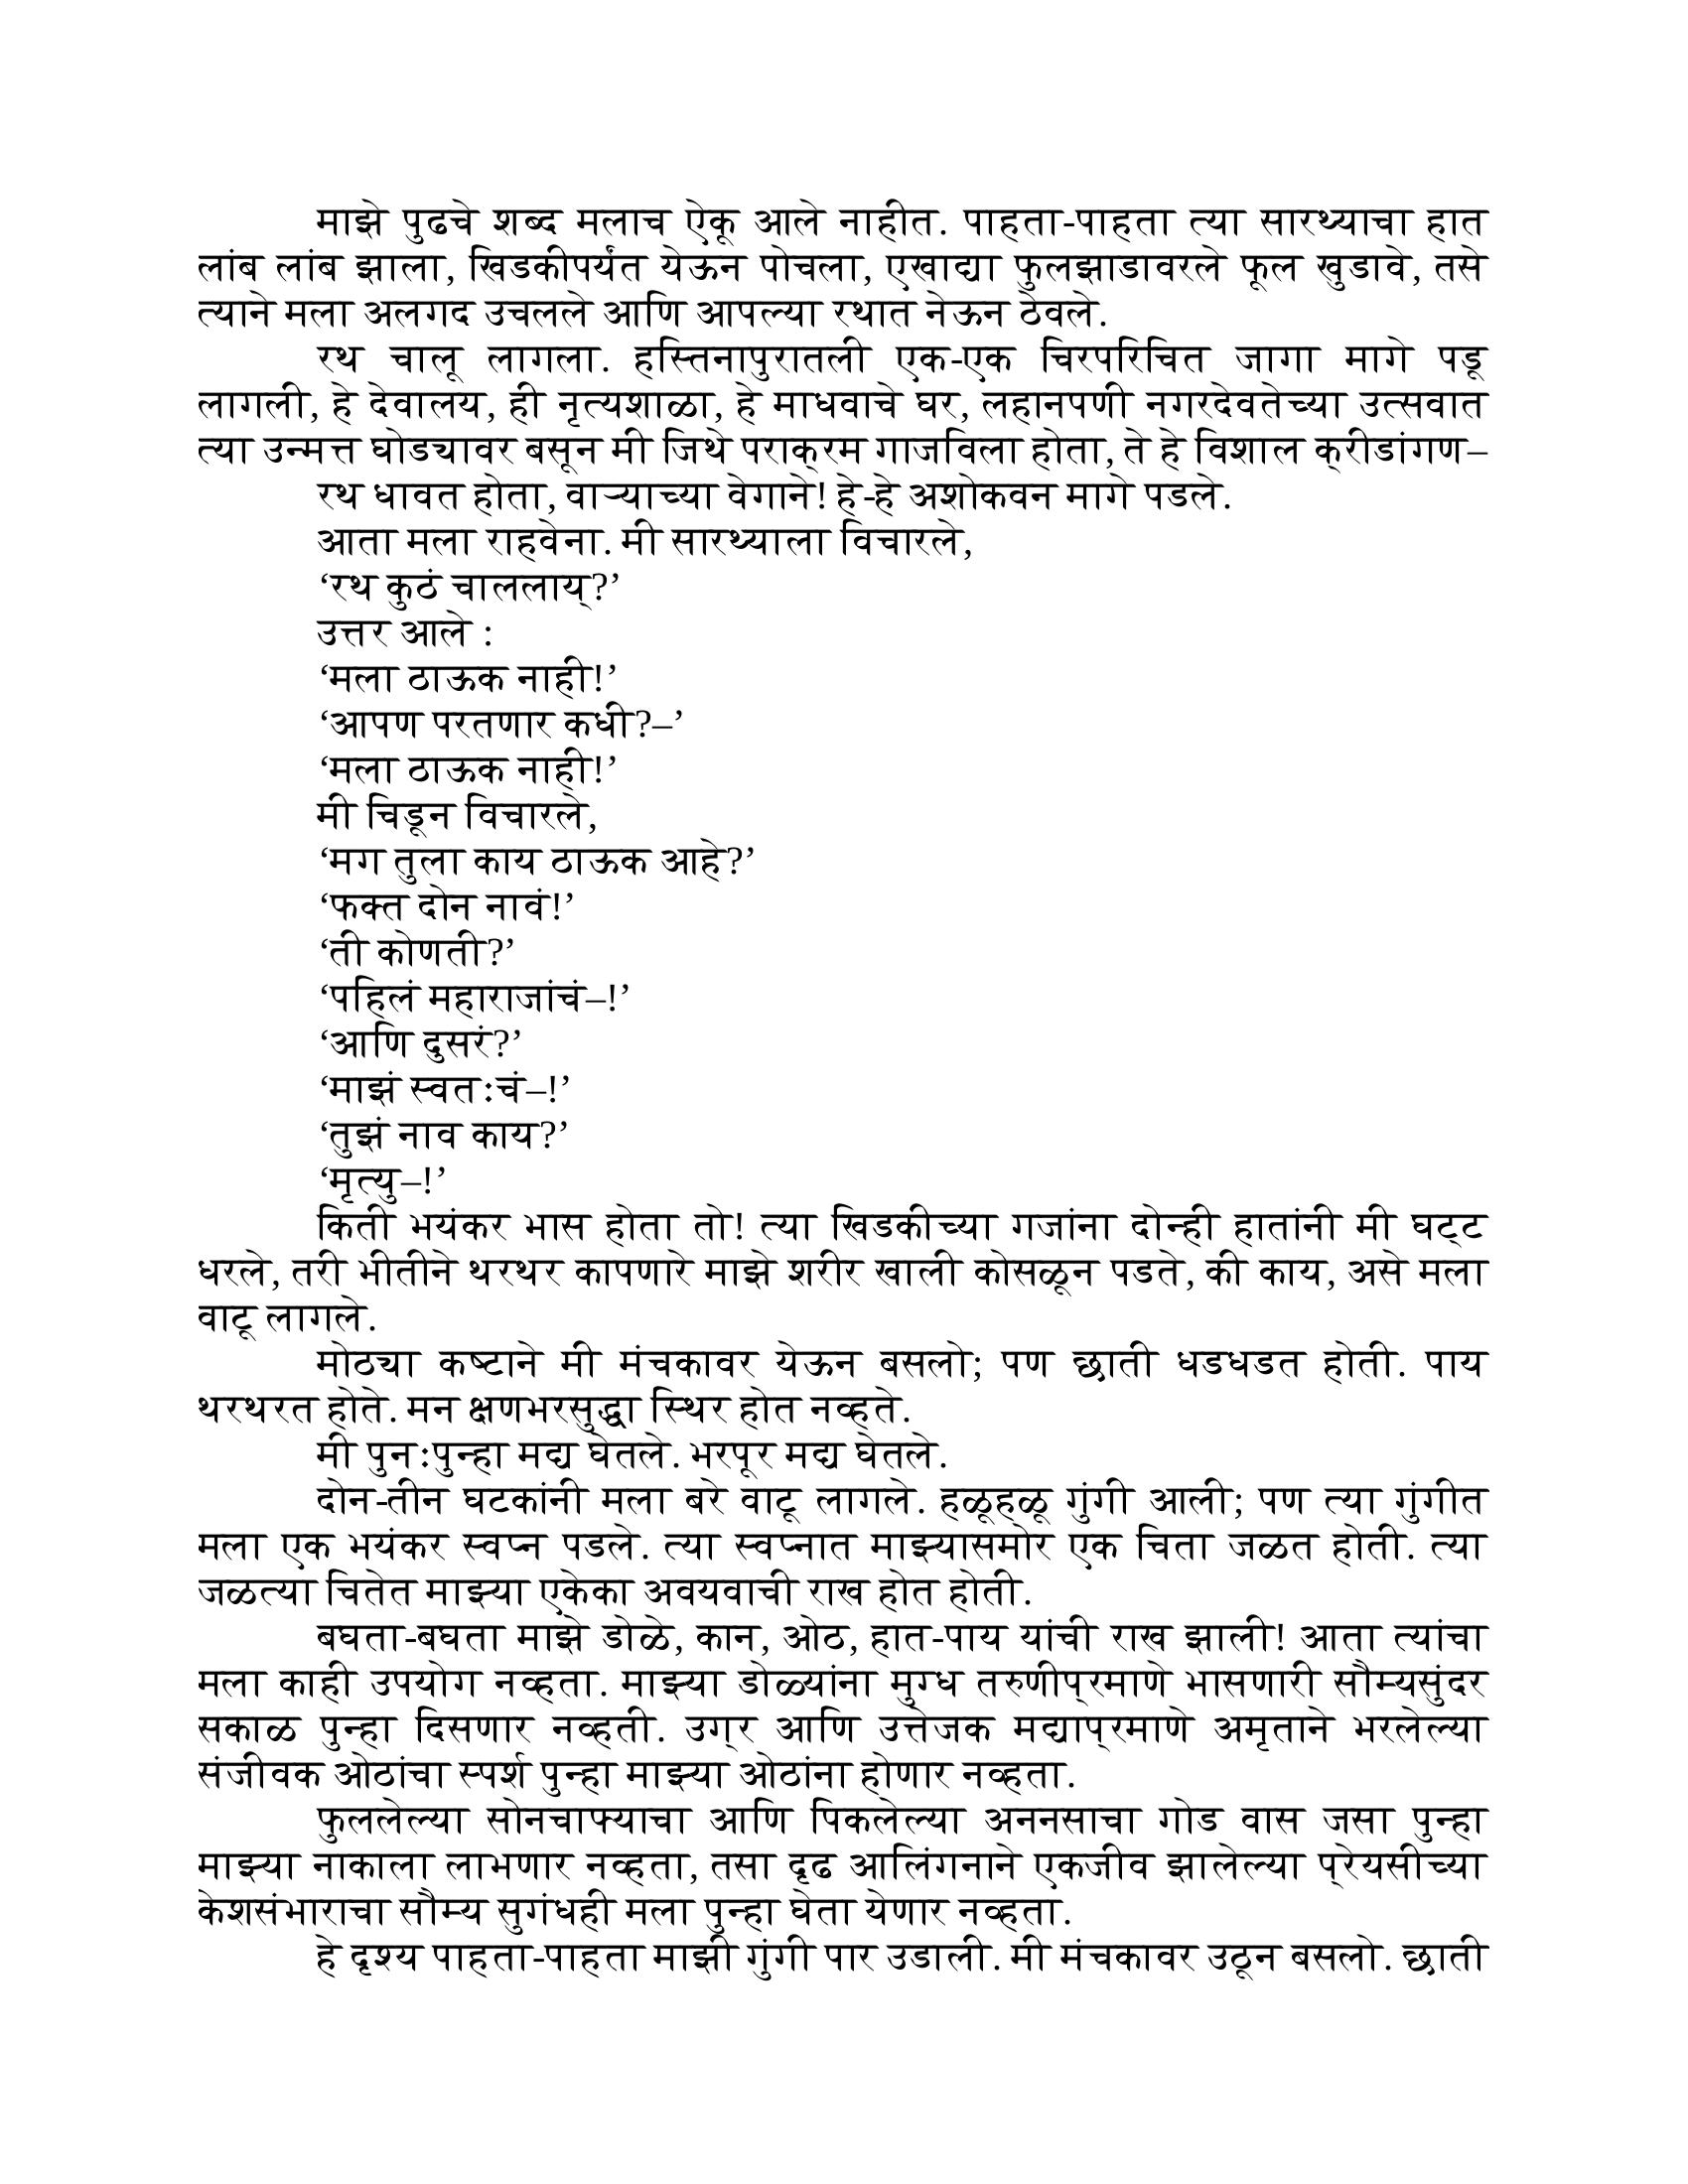 माझे पुढचे शब्द मलाच ऐकू आले नाहीत. पाहता-पाहता त्या सारथ्याचा हात
लांब लांब झाला, खिडकीपर्यंत येऊन पोचला, एखाद्या फुलझाडावरले फूल खुडावे, तसे
त्याने मला अलगद उचलले आणि आपल्या रथात नेऊन ठेवले.
रथ चालू लागला. हस्तिनापुरातली एक-एक चिरपरिचित जागा मागे पडू
लागली, हे देवालय, ही नृत्यशाळा, हे माधवाचे घर, लहानपणी नगरदेवतेच्या उत्सवात
त्या उन्मत्त घोड्यावर बसून मी जिथे पराक्‌रम गाजविला होता, ते हे विशाल क्‌रीडांगण–
रथ धावत होता, वाऱ्याच्या वेगाने! हे-हे अशोकवन मागे पडले.
आता मला राहवेना. मी सारथ्याला विचारले,
‘रथ कुठं चाललाय्?’
उत्तर आले :
‘मला ठाऊक नाही!’
‘आपण परतणार कधी?–’
‘मला ठाऊक नाही!’
मी चिडून विचारले,
‘मग तुला काय ठाऊक आहे?’
‘फक्त दोन नावं!’
‘ती कोणती?’
‘पहिलं महाराजांचं–!’
‘आणि दुसरं?’
‘माझं स्वतःचं–!’
‘तुझं नाव काय?’
‘मृत्यु–!’
किती भयंकर भास होता तो! त्या खिडकीच्या गजांना दोन्ही हातांनी मी घट्ट
धरले, तरी भीतीने थरथर कापणारे माझे शरीर खाली कोसळून पडते, की काय, असे मला
वाटू लागले.
मोठ्या कष्टाने मी मंचकावर येऊन बसलो; पण छाती धडधडत होती. पाय
थरथरत होते. मन क्षणभरसुद्धा स्थिर होत नव्हते.
मी पुनःपुन्हा मद्य घेतले. भरपूर मद्य घेतले.
दोन-तीन घटकांनी मला बरे वाटू लागले. हळूहळू गुंगी आली; पण त्या गुंगीत
मला एक भयंकर स्वप्न पडले. त्या स्वप्नात माझ्यासमोर एक चिता जळत होती. त्या
जळत्या चितेत माझ्या एकेका अवयवाची राख होत होती.
बघता-बघता माझे डोळे, कान, ओठ, हात-पाय यांची राख झाली! आता त्यांचा
मला काही उपयोग नव्हता. माझ्या डोळ्यांना मुग्ध तरुणीप्‌रमाणे भासणारी सौम्यसुंदर
सकाळ पुन्हा दिसणार नव्हती. उग्‌र आणि उत्तेजक मद्याप्‌रमाणे अमृताने भरलेल्या
संजीवक ओठांचा स्पर्श पुन्हा माझ्या ओठांना होणार नव्हता.
फुललेल्या सोनचाफ्याचा आणि पिकलेल्या अननसाचा गोड वास जसा पुन्हा
माझ्या नाकाला लाभणार नव्हता, तसा दृढ आलिंगनाने एकजीव झालेल्या प्‌रेयसीच्या
केशसंभाराचा सौम्य सुगंधही मला पुन्हा घेता येणार नव्हता.
हे दृश्य पाहता-पाहता माझी गुंगी पार उडाली. मी मंचकावर उठून बसलो. छाती